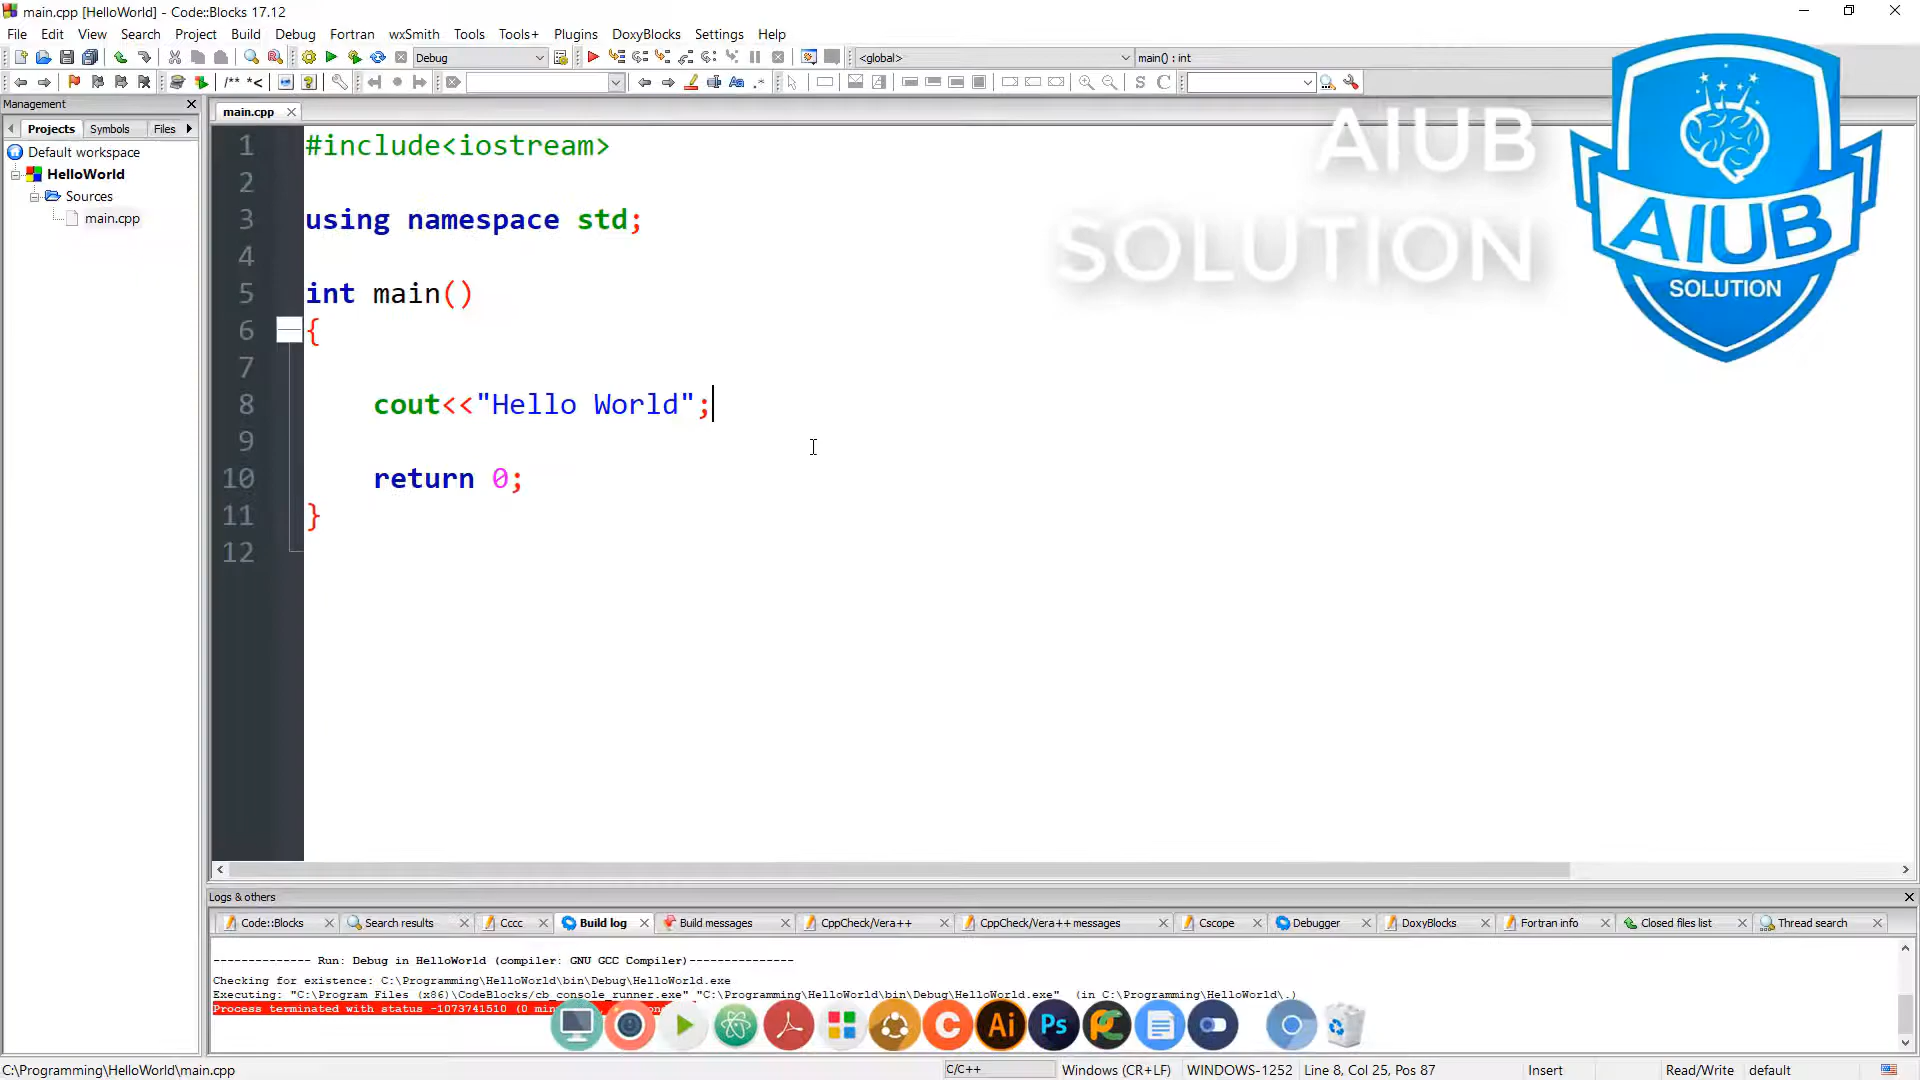 main.cpp [HelloWorld] - Code::Blocks 17.12
File Edit View Search Project Build Debug Fortran wxSmith Tools Tools+ Plugins DoxyBlocks Settings Help
Debug <global> main() : int
/** *<
S C
Management
Projects Symbols Files
Default workspace
HelloWorld
Sources
main.cpp
main.cpp
1 #include<iostream>
2
3 using namespace std;
4
5 int main()
6 {
7
8 cout<<"Hello World";
9
10 return 0;
11 }
12
AIUB
SOLUTION
AIUB
SOLUTION
Logs & others
Code::Blocks Search results Cccc Build log Build messages CppCheck/Vera++ CppCheck/Vera++ messages Cscope Debugger DoxyBlocks Fortran info Closed files list Thread search
-------------- Run: Debug in HelloWorld (compiler: GNU GCC Compiler)---------------
Checking for existence: C:\Programming\HelloWorld\bin\Debug\HelloWorld.exe
Executing: "C:\Program Files (x86)\CodeBlocks/cb_console_runner.exe" "C:\Programming\HelloWorld\bin\Debug\HelloWorld.exe" (in C:\Programming\HelloWorld\.)
Process terminated with status -1073741510 (0
C Ai Ps
C:\Programming\HelloWorld\main.cpp C/C++ Windows (CR+LF) WINDOWS-1252 Line 8, Col 25, Pos 87 Insert Read/Write default